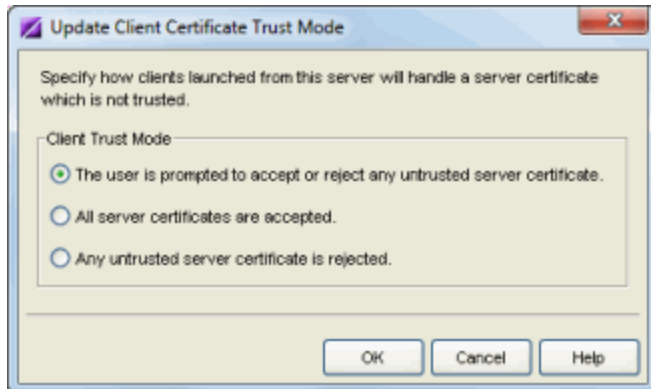 Update Client Certificate Trust Mode
Specify how clients launched from this server will handle a server certificate
which is not trusted.
Client Trust Mode
The user is prompted to accept or reject any untrusted server certificate.
All server certificates are accepted.
Any untrusted server certificate is rejected.
OK Cancel Help